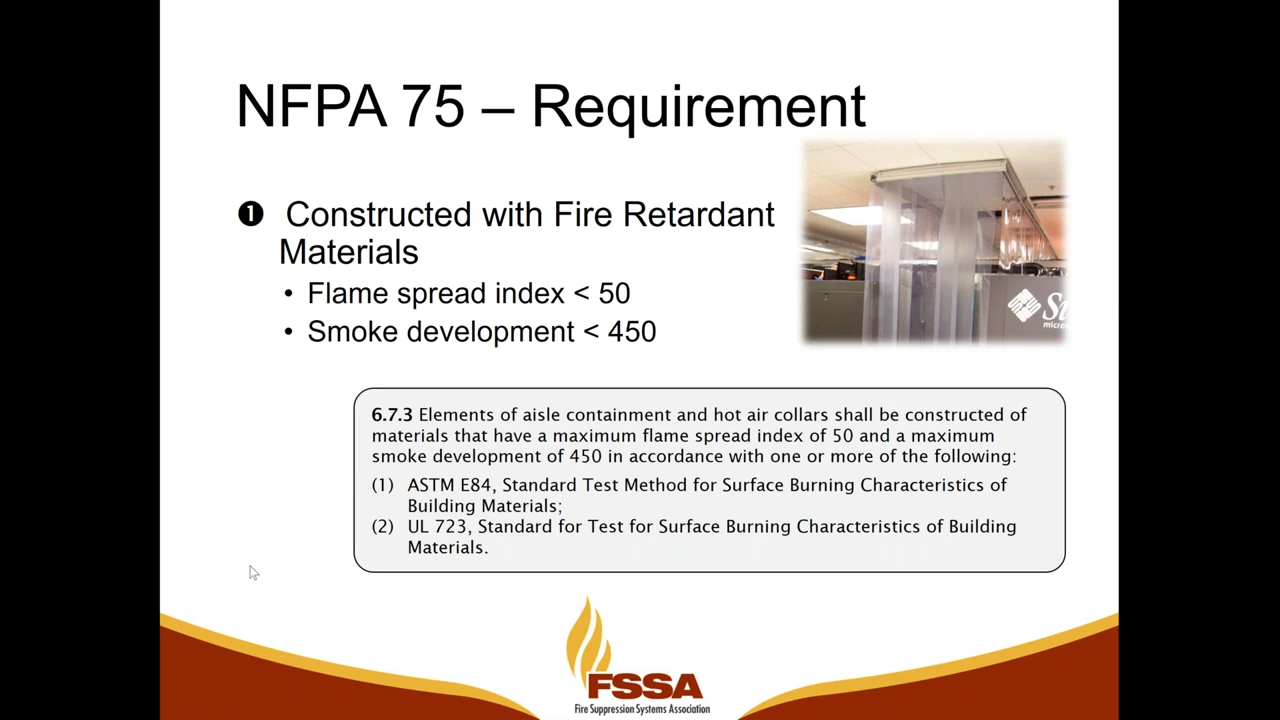 NFPA 75 – Requirement
❶ Constructed with Fire Retardant
Materials
• Flame spread index < 50
• Smoke development < 450
Su
micro
6.7.3 Elements of aisle containment and hot air collars shall be constructed of
materials that have a maximum flame spread index of 50 and a maximum
smoke development of 450 in accordance with one or more of the following:
(1) ASTM E84, Standard Test Method for Surface Burning Characteristics of
Building Materials;
(2) UL 723, Standard for Test for Surface Burning Characteristics of Building
Materials.
FSSA
Fire Suppression Systems Association